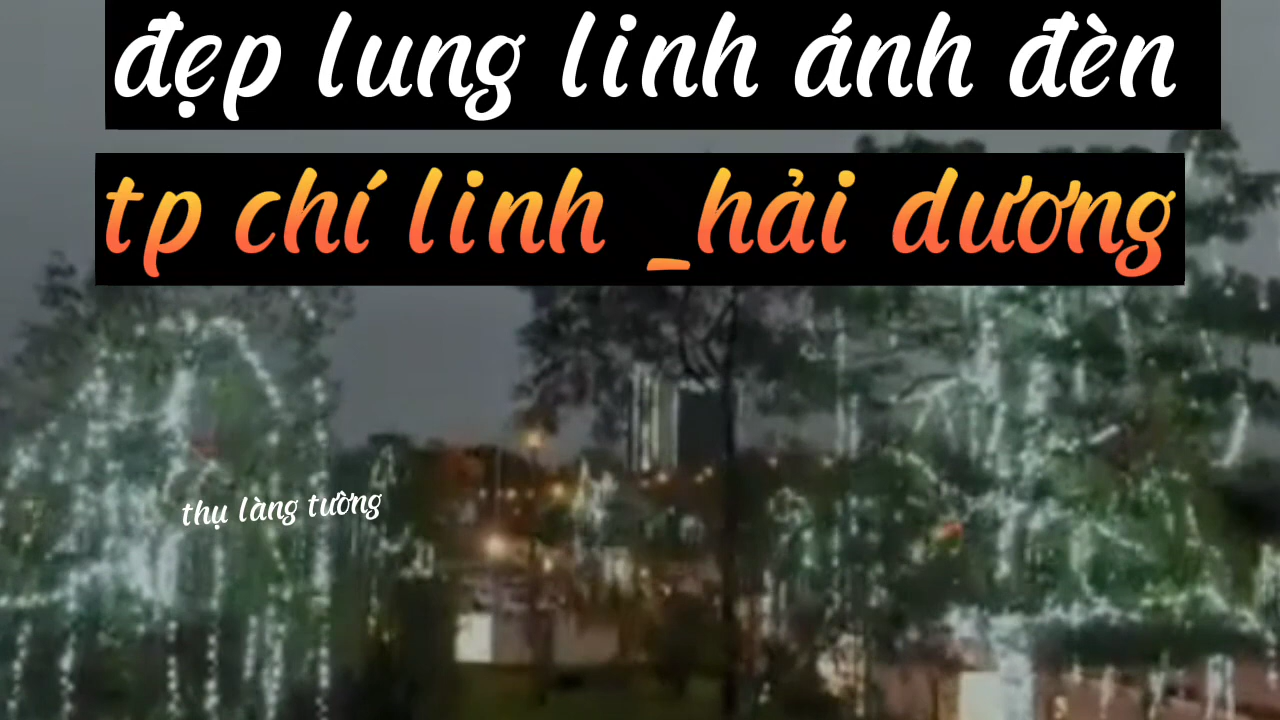 đẹp lung linh ánh đèn
tp chí linh _hải dương
thụ làng tường